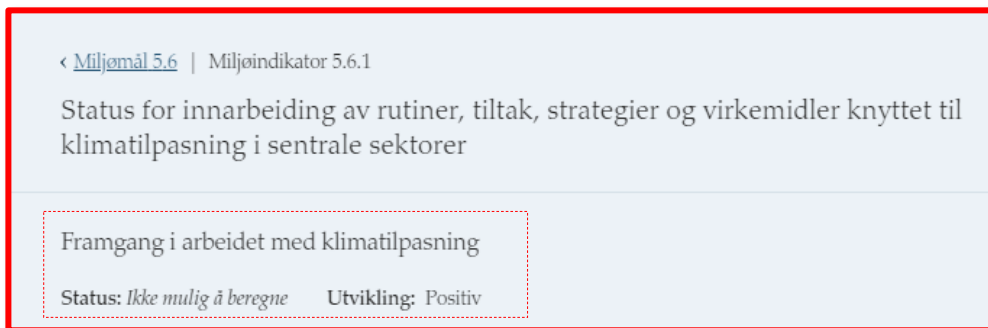 ‹ Miljømål 5.6 | Miljøindikator 5.6.1
Status for innarbeiding av rutiner, tiltak, strategier og virkemidler knyttet til
klimatilpasning i sentrale sektorer
Framgang i arbeidet med klimatilpasning
Status: Ikke mulig å beregne Utvikling: Positiv